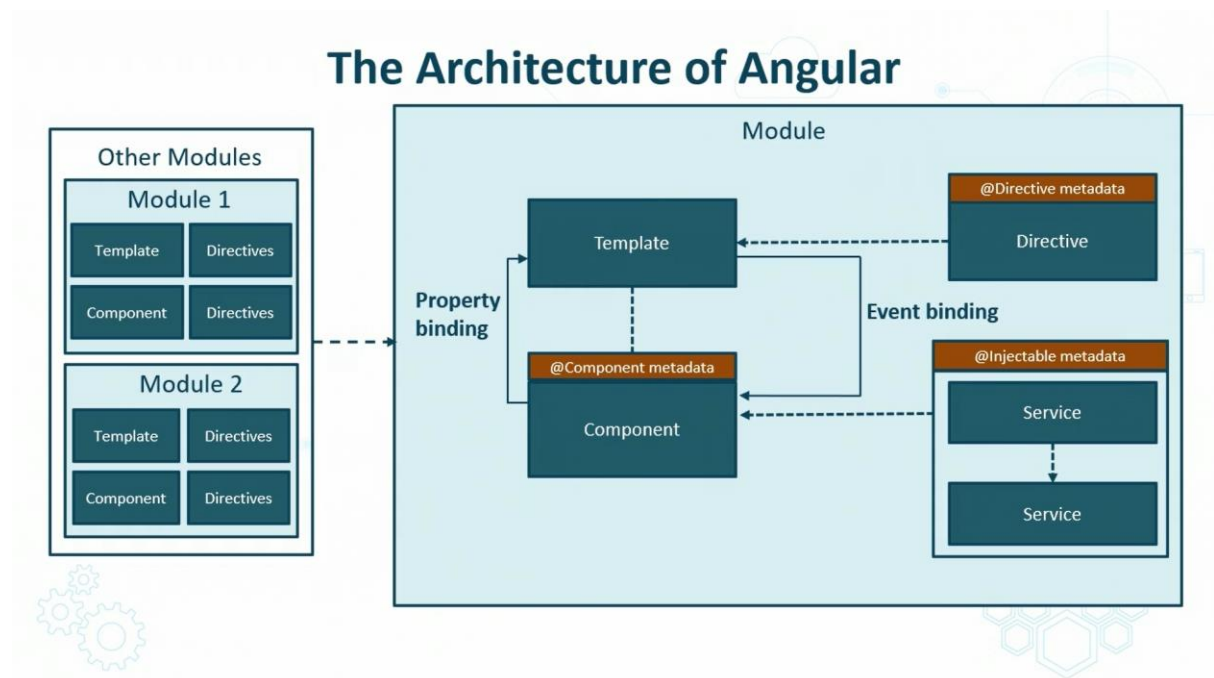 The Architecture of Angular
Other Modules
Module 1
Template
Directives
Component
Directives
Module 2
Template
Directives
Component
Directives
Module
Template
@Directive metadata
Directive
Property
binding
Event binding
@Component metadata
Component
@Injectable metadata
Service
Service